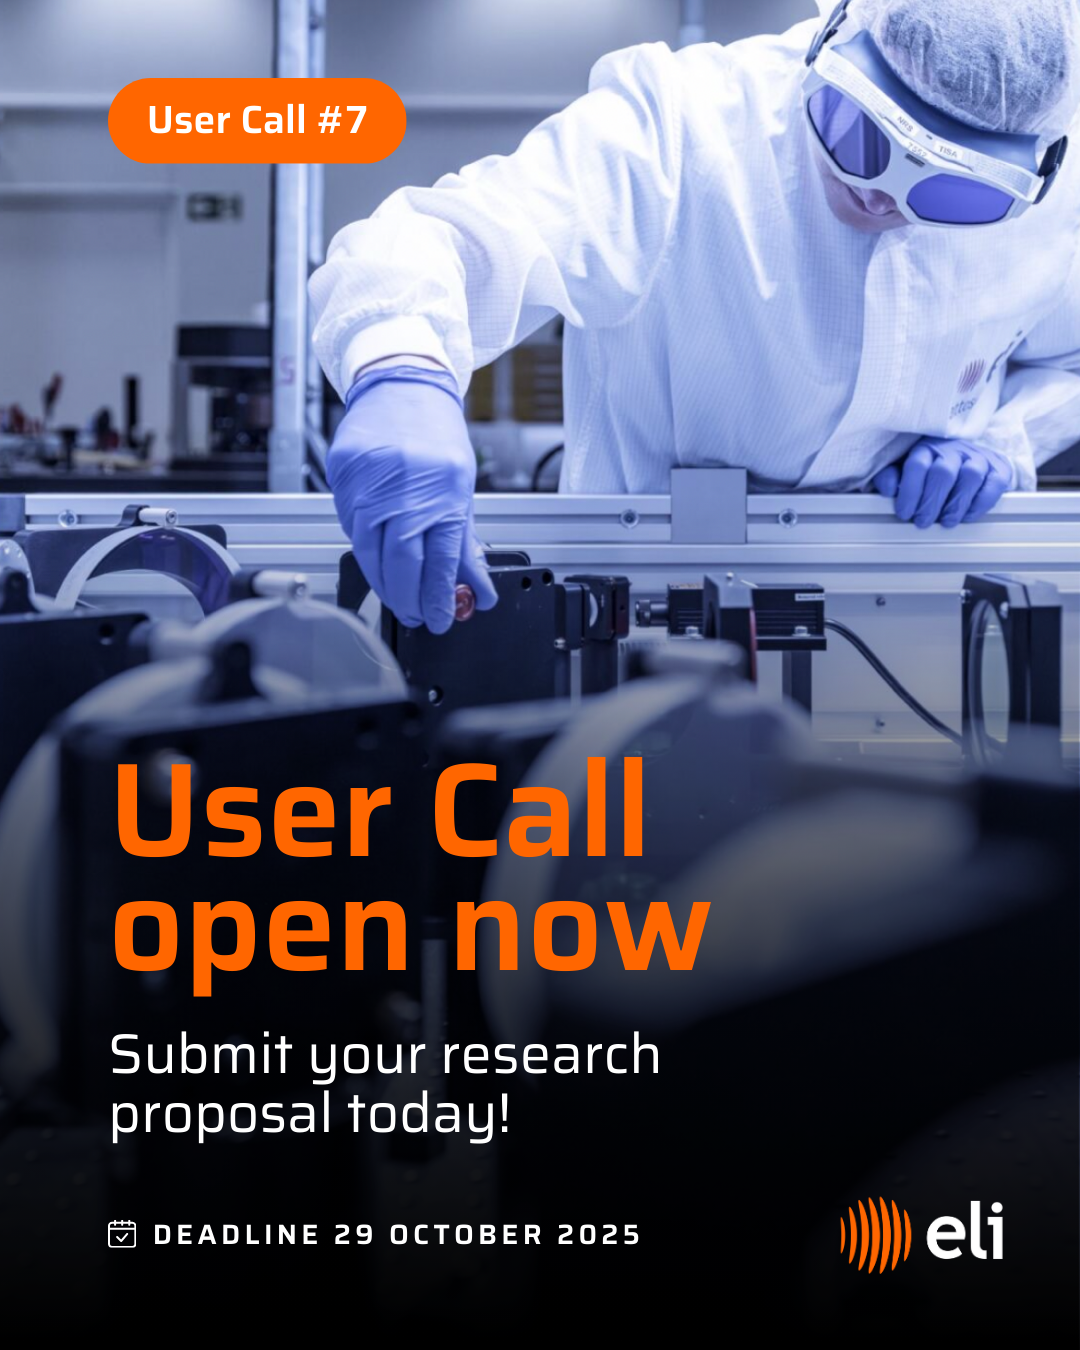 User Call #7
User Call
open now
Submit your research
proposal today!
DEADLINE 29 OCTOBER 2025
eli